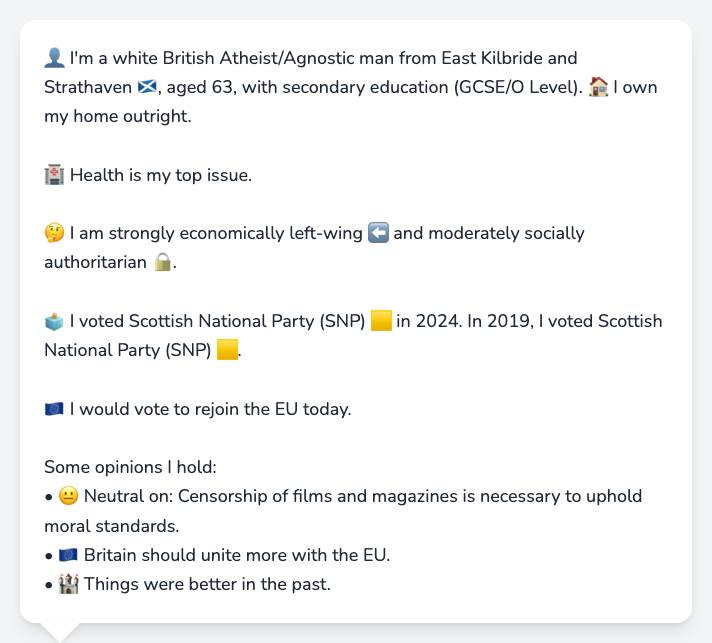 👤 I'm a white British Atheist/Agnostic man from East Kilbride and
Strathaven 🏴󠁧󠁢󠁳󠁣󠁴󠁿, aged 63, with secondary education (GCSE/O Level). 🏠 I own
my home outright.
🏥 Health is my top issue.
🤔 I am strongly economically left-wing ⬅️ and moderately socially
authoritarian 🔒.
🗳️ I voted Scottish National Party (SNP) 🟨 in 2024. In 2019, I voted Scottish
National Party (SNP) 🟨.
🇪🇺 I would vote to rejoin the EU today.
Some opinions I hold:
• 😐 Neutral on: Censorship of films and magazines is necessary to uphold
moral standards.
• 🇪🇺 Britain should unite more with the EU.
• 🏰 Things were better in the past.